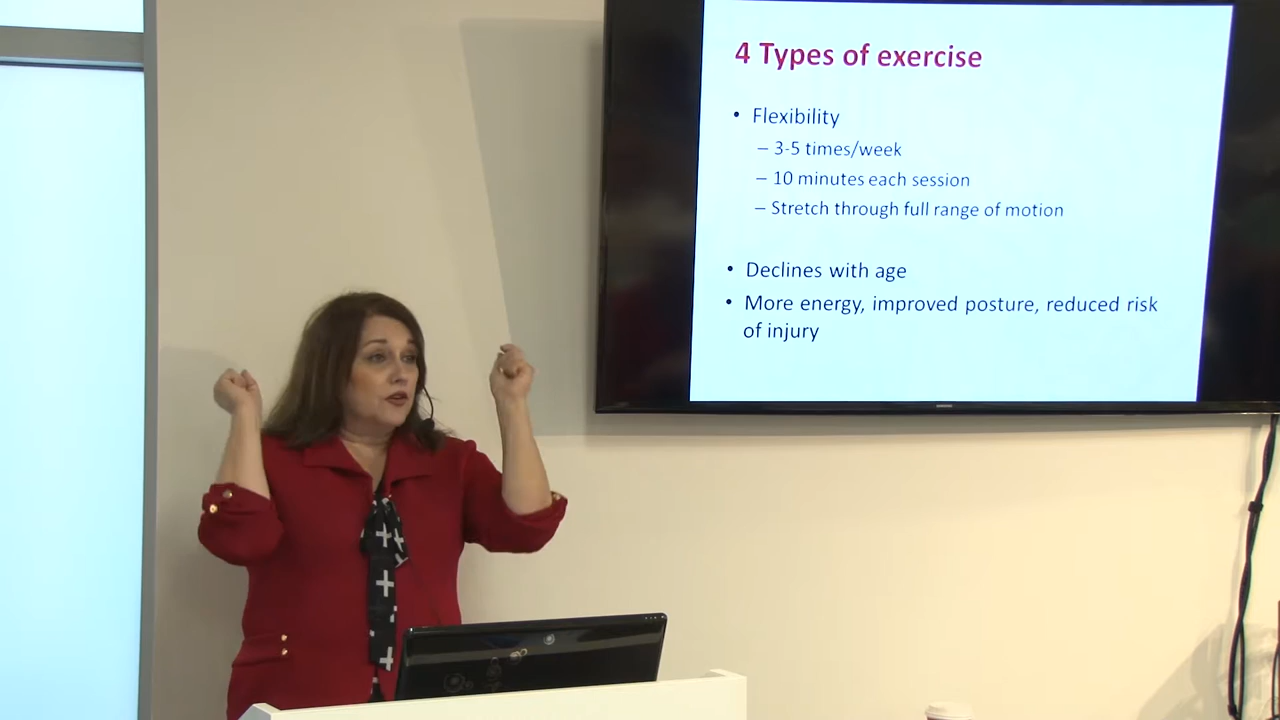 4 Types of exercise
• Flexibility
– 3-5 times/week
– 10 minutes each session
– Stretch through full range of motion
• Declines with age
• More energy, improved posture, reduced risk
of injury